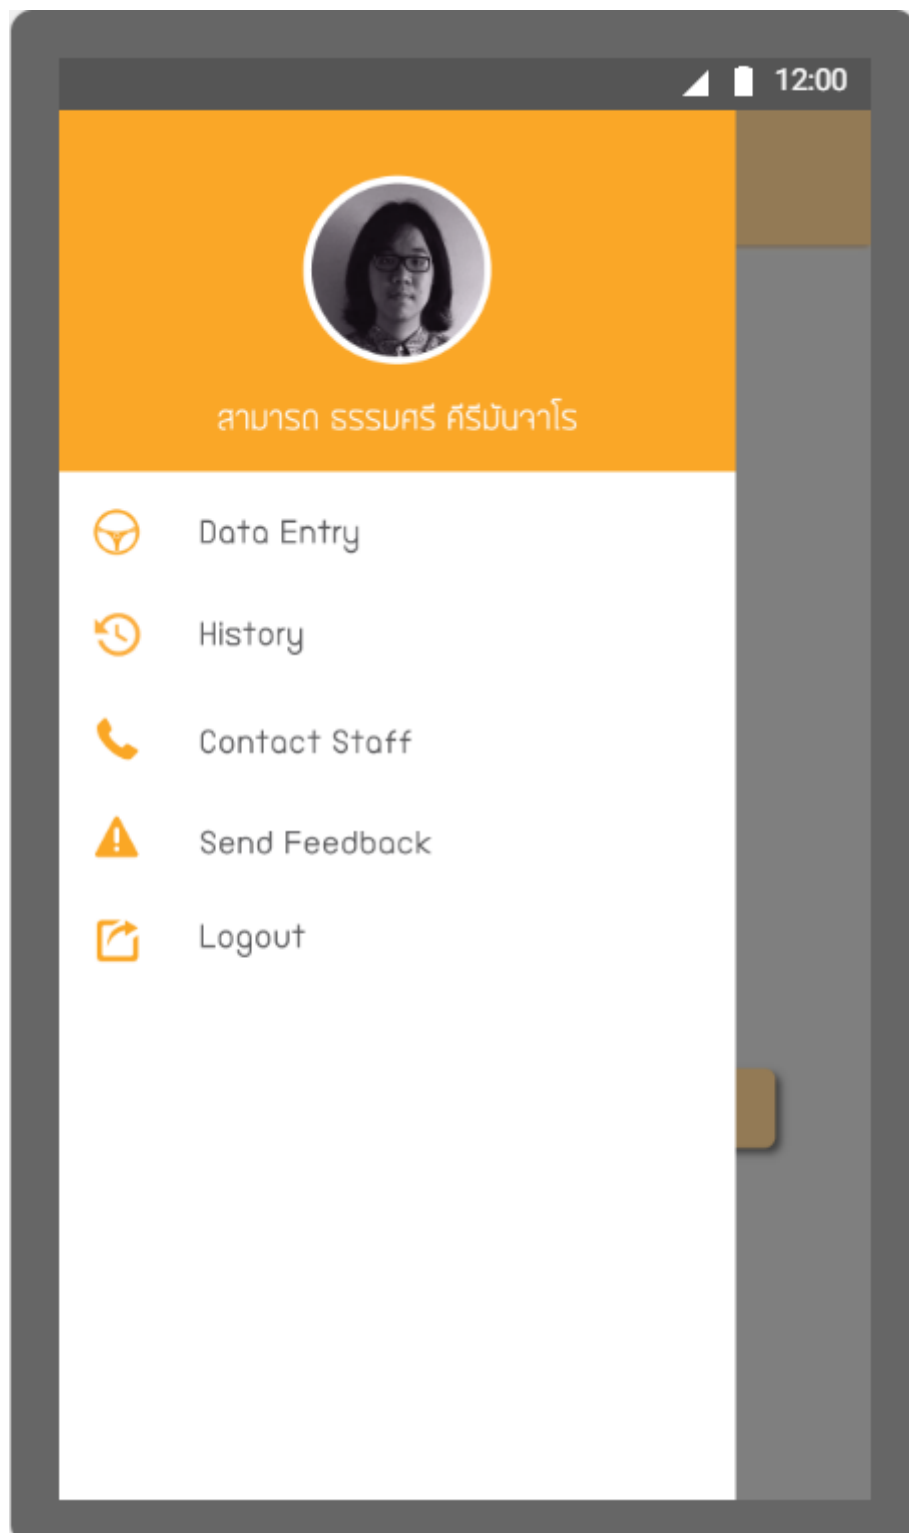 12:00
สามารถ ธรรมศรี คีรีมันจาโร
Data Entry
History
Contact Staff
Send Feedback
Logout